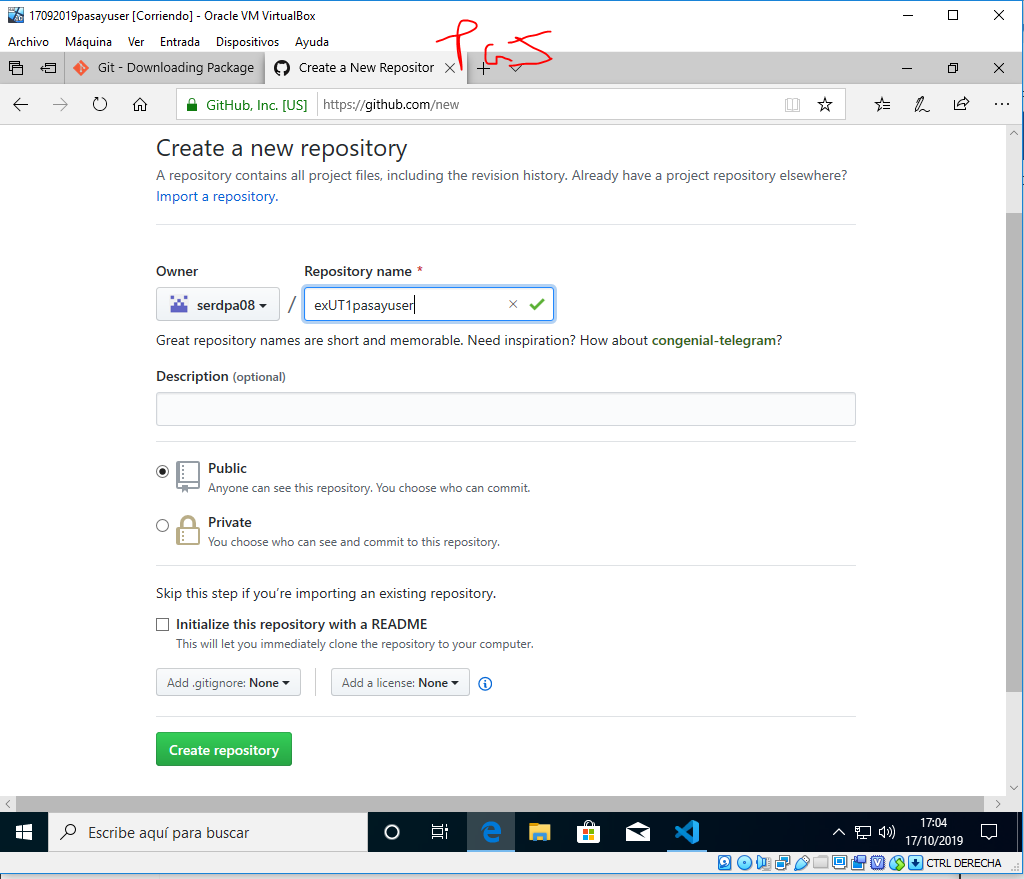 17092019pasayuser [Corriendo] - Oracle VM VirtualBox
Archivo Máquina Ver Entrada Dispositivos Ayuda
PGS
Git - Downloading Package
Create a New Repositor
GitHub, Inc. [US]
https://github.com/new
Create a new repository
A repository contains all project files, including the revision history. Already have a project repository elsewhere?
Import a repository.
Owner
Repository name *
serdpa08 / exUT1pasayuser
Great repository names are short and memorable. Need inspiration? How about congenial-telegram?
Description (optional)
Public
Anyone can see this repository. You choose who can commit.
Private
You choose who can see and commit to this repository.
Skip this step if you're importing an existing repository.
Initialize this repository with a README
This will let you immediately clone the repository to your computer.
Add .gitignore: None
Add a license: None
Create repository
Escribe aquí para buscar
17:04
17/10/2019
CTRL DERECHA